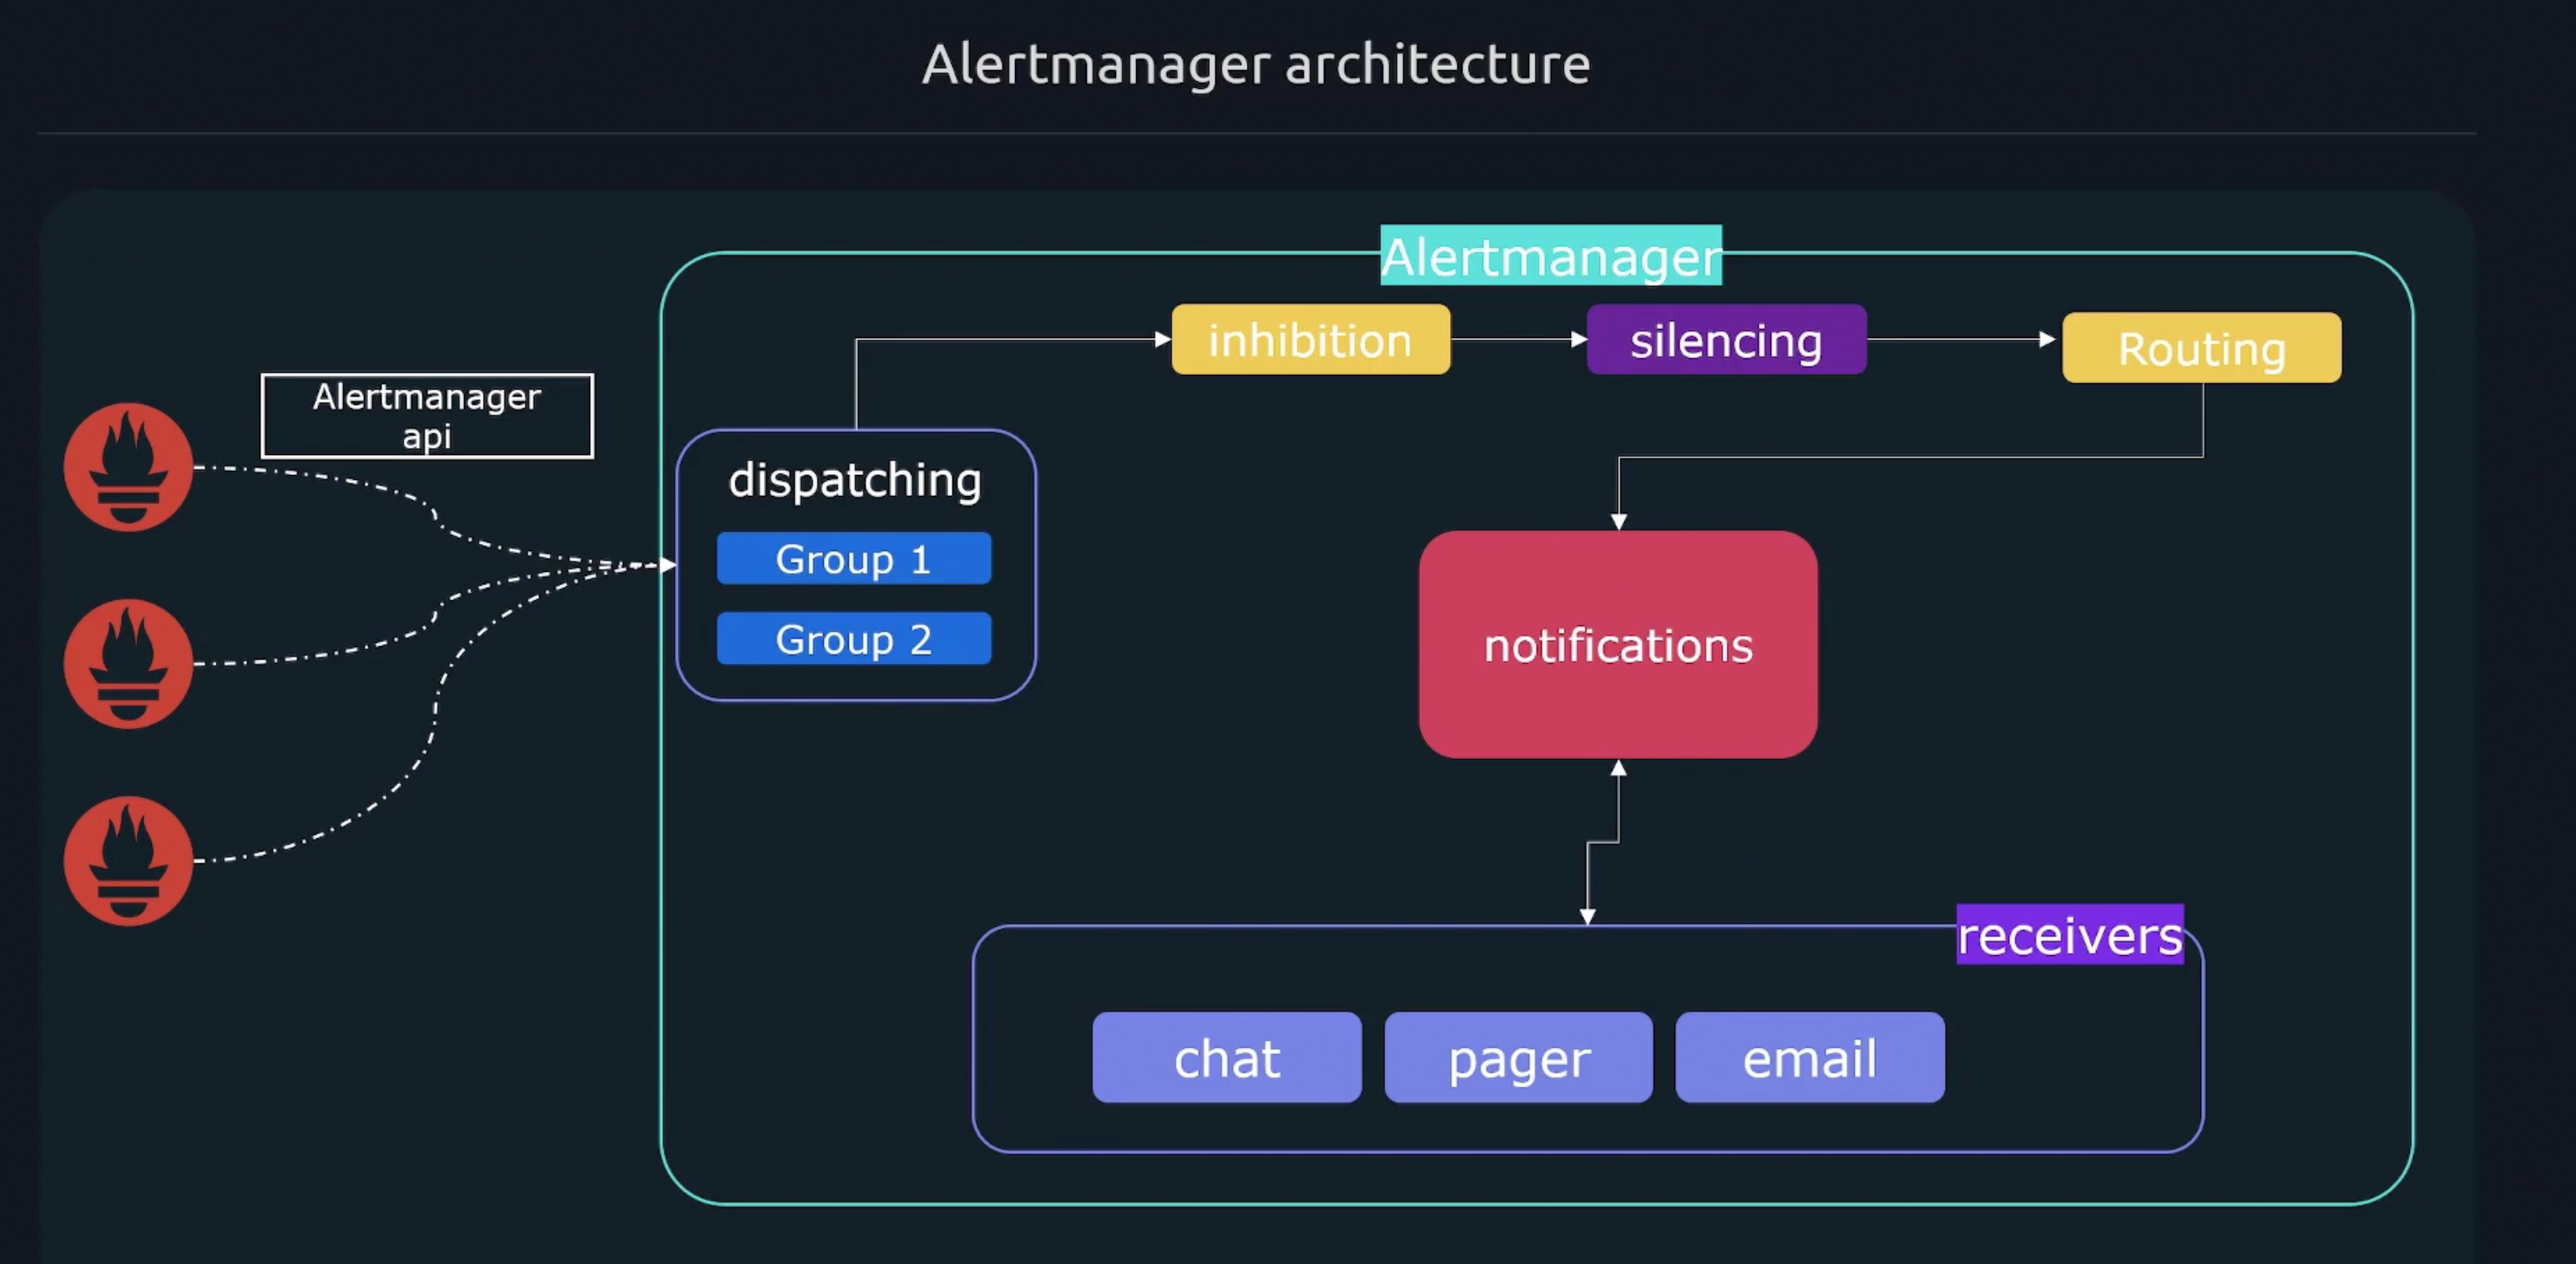 Alertmanager architecture
Alertmanager
inhibition
silencing
Routing
Alertmanager
api
dispatching
Group 1
Group 2
notifications
receivers
chat
pager
email